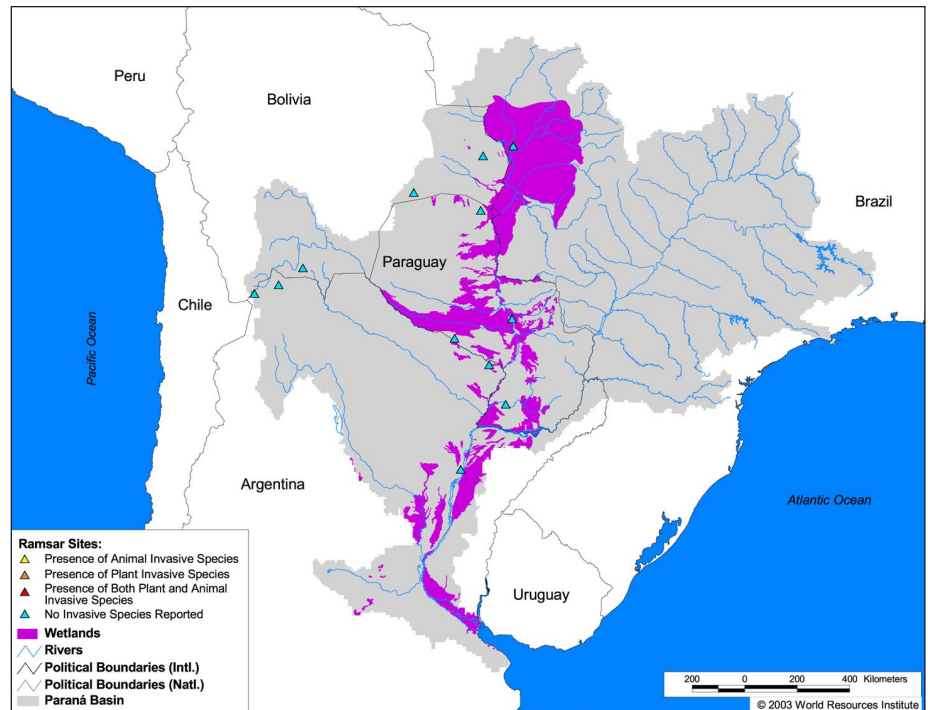 Peru
Bolivia
Brazil
Paraguay
Chile
Pacific Ocean
Argentina
Atlantic Ocean
Uruguay
Ramsar Sites:
Presence of Animal Invasive Species
Presence of Plant Invasive Species
Presence of Both Plant and Animal
Invasive Species
No Invasive Species Reported
Wetlands
Rivers
Political Boundaries (Intl.)
Political Boundaries (Natl.)
Paraná Basin
200 0 200 400 Kilometers
© 2003 World Resources Institute